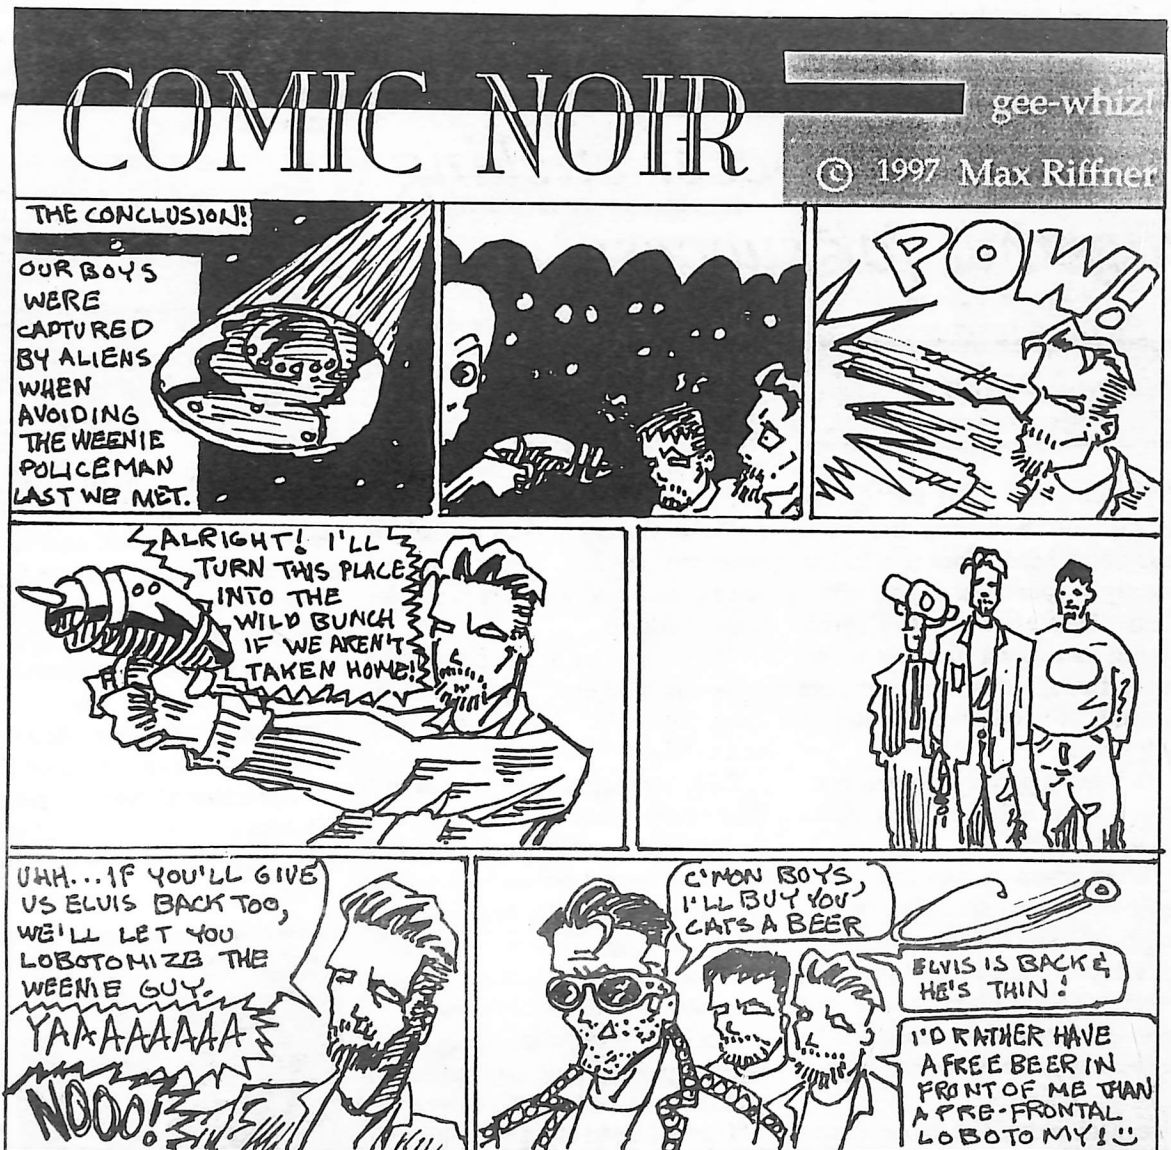 COMIC NOIR
gee-whiz!
© 1997 Max Riffner
THE CONCLUSION!
OUR BOYS
WERE
CAPTURED
BY ALIENS
WHEN
AVOIDING
THE WEENIE
POLICEMAN
LAST WE MET.
POW!
ALRIGHT! I'LL
TURN THIS PLACE
INTO THE
WILD BUNCH
IF WE AREN'T
TAKEN HOME!
UHH...IF YOU'LL GIVE
US ELVIS BACK TOO,
WE'LL LET YOU
LOBOTOMIZE THE
WEENIE GUY.
YAAAAAAAA
NOOO!
C'MON BOYS,
I'LL BUY YOU
CATS A BEER
ELVIS IS BACK &
HE'S THIN!
I'D RATHER HAVE
A FREE BEER IN
FRONT OF ME THAN
A PRE-FRONTAL
LOBOTOMY!